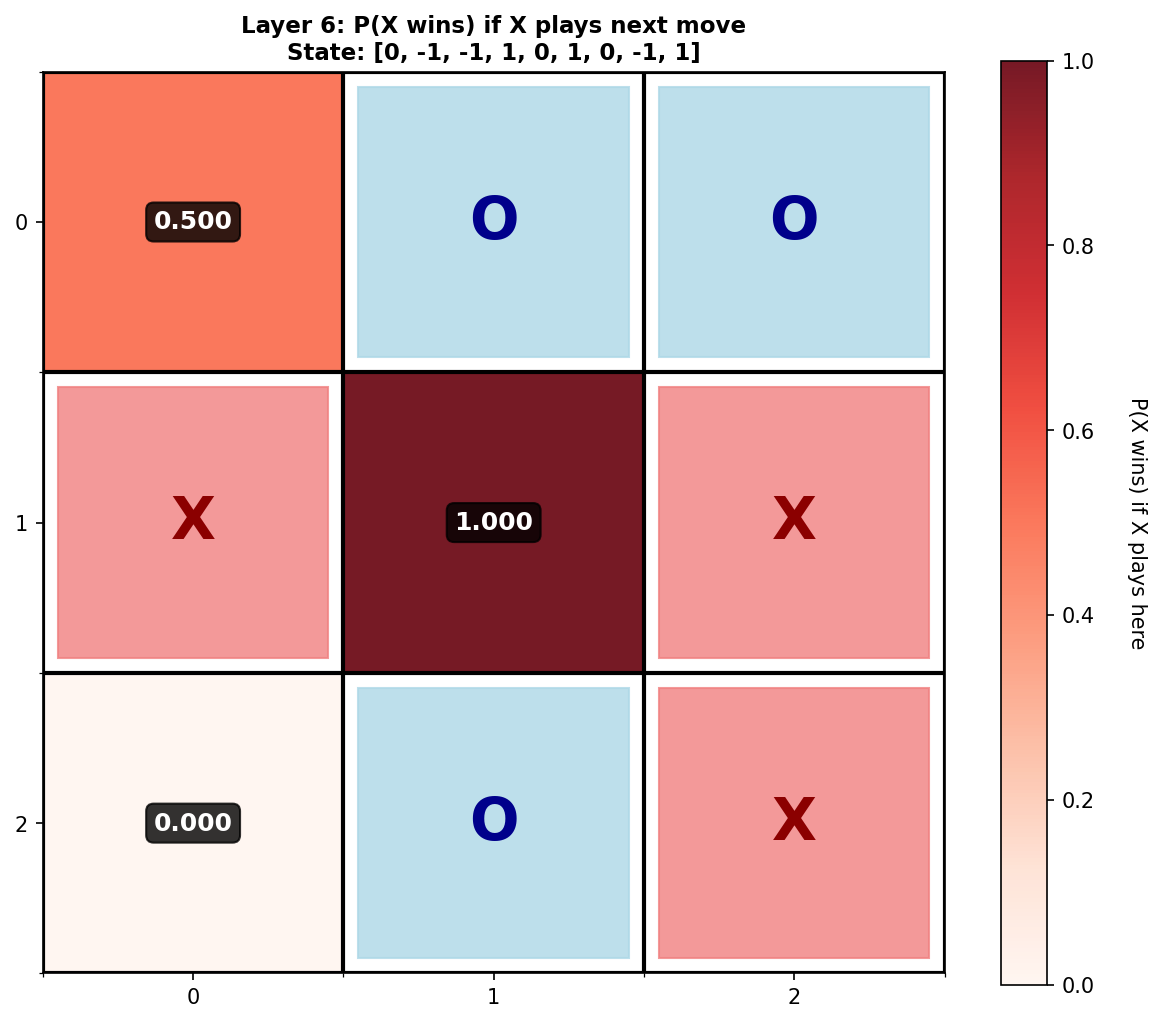 Layer 6: P(X wins) if X plays next move
State: [0, -1, -1, 1, 0, 1, 0, -1, 1]
0
0.500
O
O
1
X
1.000
X
2
0.000
O
X
0
1
2
1.0
0.8
0.6
0.4
0.2
0.0
P(X wins) if X plays here